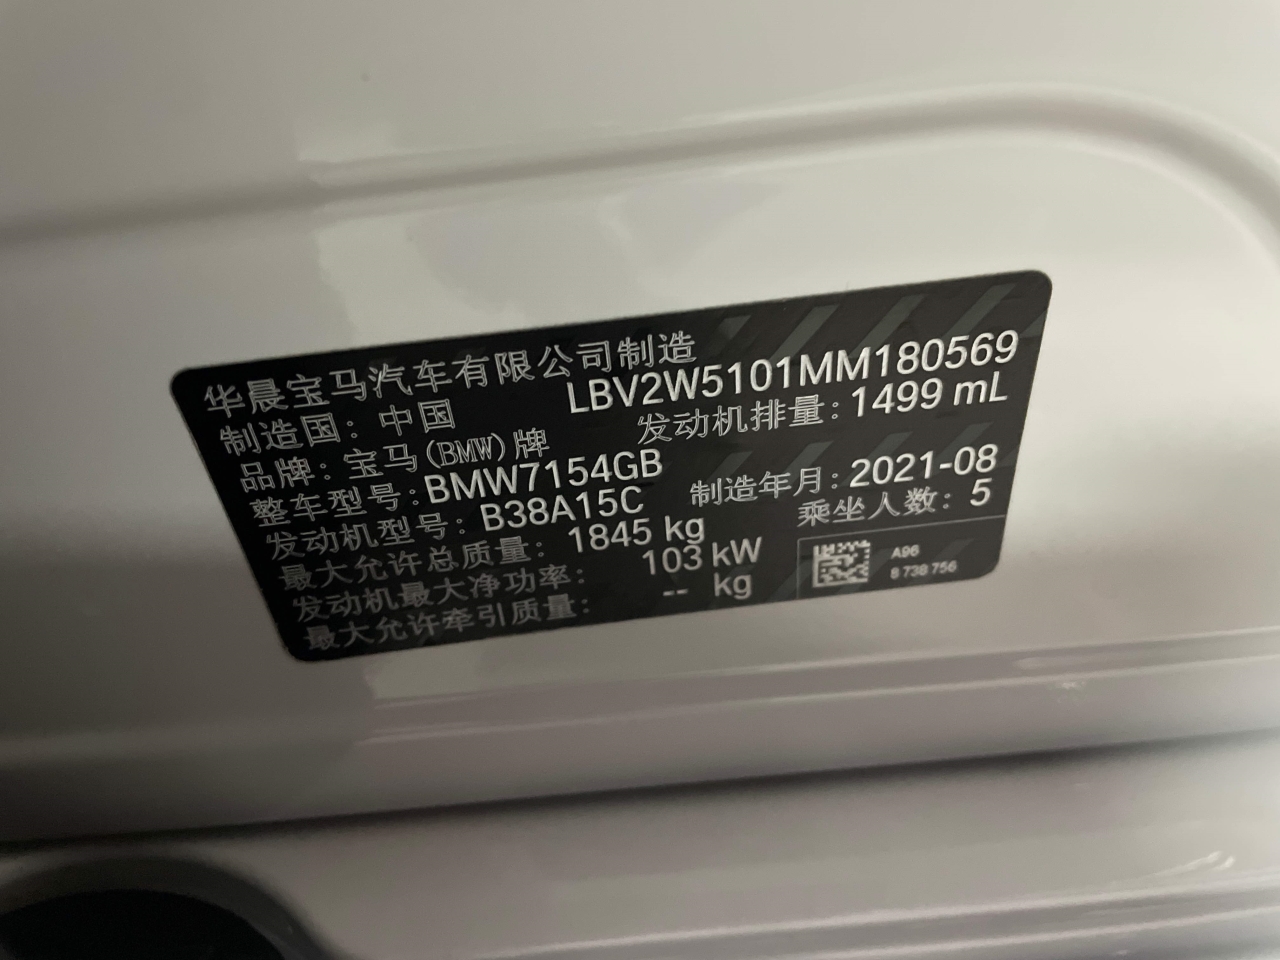 华晨宝马汽车有限公司制造
制造国：中国 LBV2W5101MM180569
品牌：宝马(BMW)牌 发动机排量：1499 mL
整车型号：BMW7154GB
发动机型号：B38A15C 制造年月：2021-08
最大允许总质量：1845 kg 乘坐人数：5
发动机最大净功率：103 kW
最大允许牵引质量：-- kg
A96
8 738 756